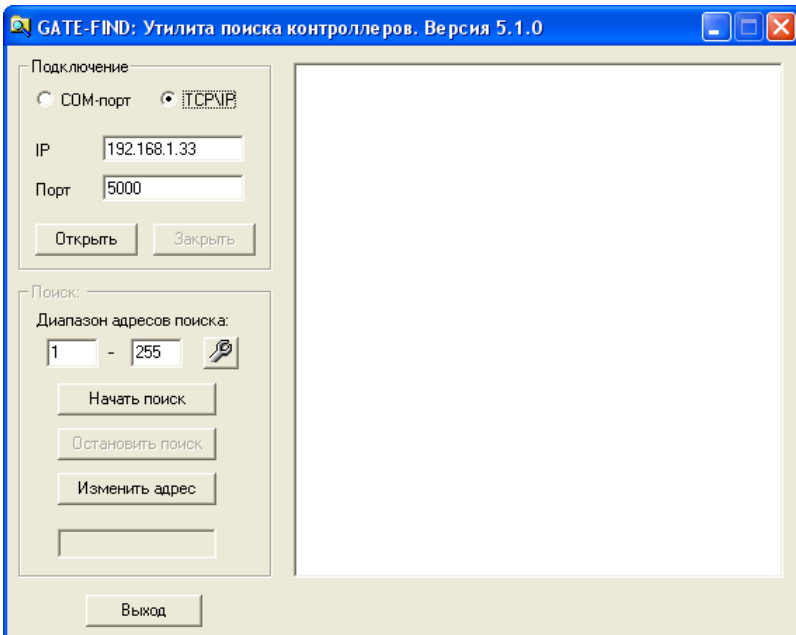 GATE-FIND: Утилита поиска контроллеров. Версия 5.1.0
Подключение
COM-порт TCP\IP
IP 192.168.1.33
Порт 5000
Открыть Закрыть
Поиск:
Диапазон адресов поиска:
1 - 255
Начать поиск
Остановить поиск
Изменить адрес
Выход